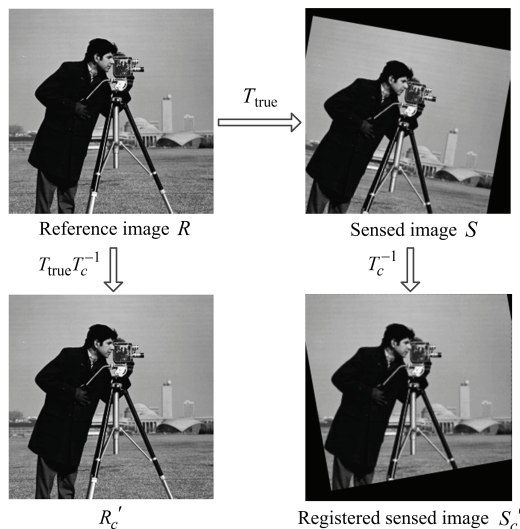 T_true
Reference image R
Sensed image S
T_true T_c^{-1}
T_c^{-1}
R_c′
Registered sensed image S_c′